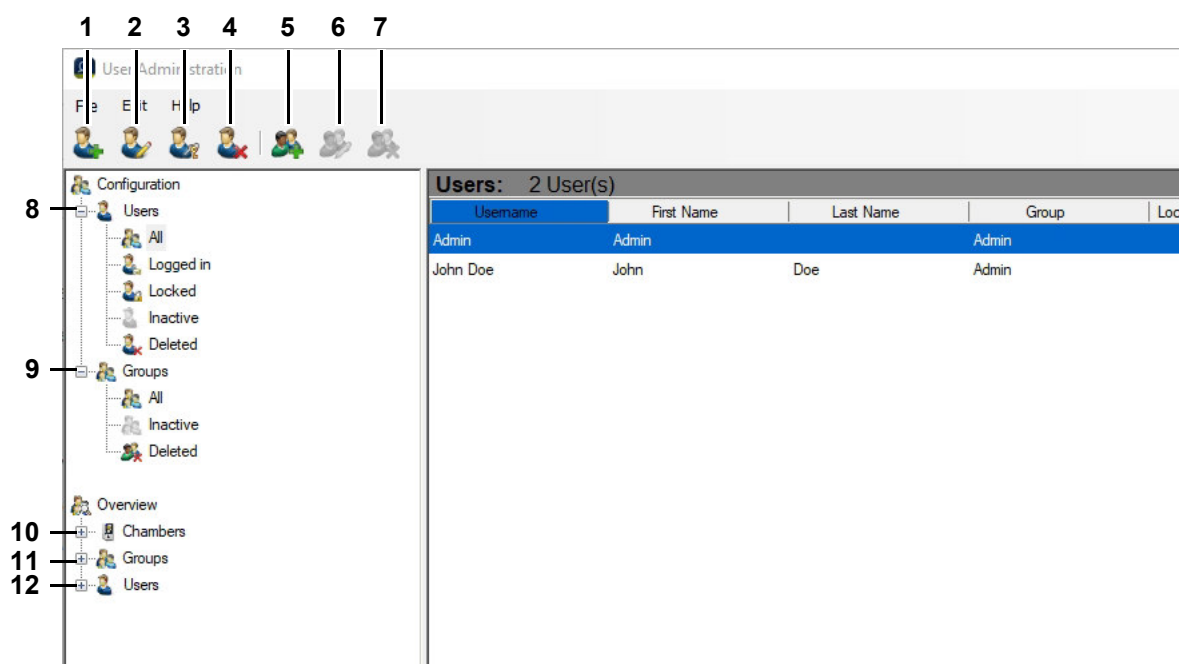 1 2 3 4 5 6 7
User Administration
File Edit Help
Configuration
8 Users
All
Logged in
Locked
Inactive
Deleted
9 Groups
All
Inactive
Deleted
Overview
10 Chambers
11 Groups
12 Users
Users: 2 User(s)
Username First Name Last Name Group Loc
Admin Admin Admin
John Doe John Doe Admin